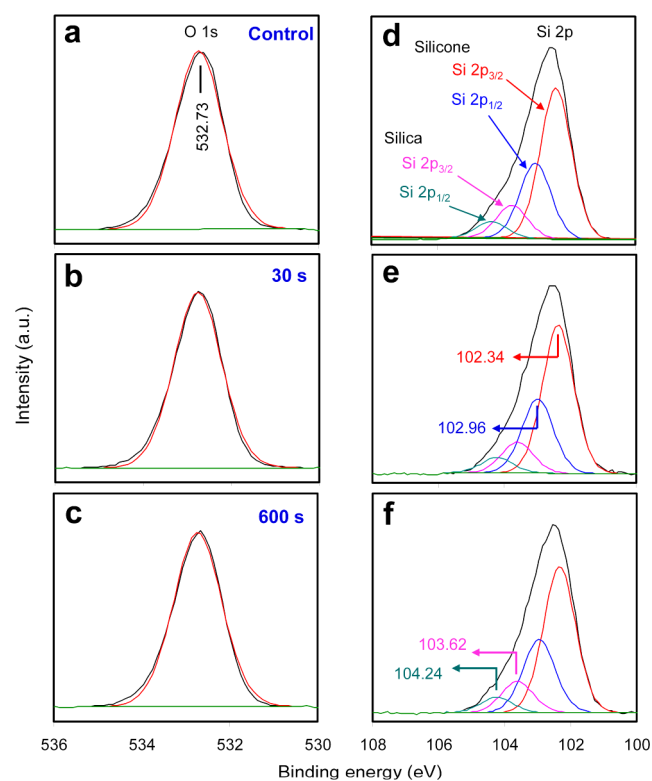 a
O 1s
Control
532.73
d
Si 2p
Silicone
Si 2p3/2
Si 2p1/2
Silica
Si 2p3/2
Si 2p1/2
b
30 s
e
102.34
102.96
c
600 s
f
103.62
104.24
Intensity (a.u.)
536
534
532
530
108
106
104
102
100
Binding energy (eV)